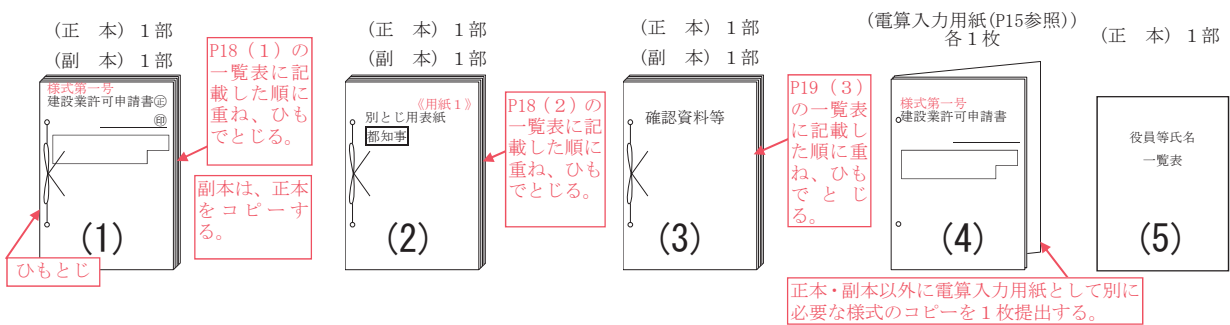 (正　本) 1部
(副　本) 1部
様式第一号
建設業許可申請書㊣
㊞
(1)
ひもとじ
P18（1）の
一覧表に記
載した順に
重ね、ひも
でとじる。
副本は、正本
をコピーす
る。
(正　本) 1部
(副　本) 1部
《用紙1》
別とじ用表紙
都知事
(2)
P18（2）の
一覧表に記
載した順に
重ね、ひも
でとじる。
(正　本) 1部
(副　本) 1部
確認資料等
(3)
P19（3）
の一覧表
に記載し
た順に重
ね、ひも
でとじ
る。
(電算入力用紙(P15参照))
各1枚
様式第一号
建設業許可申請書
(4)
正本・副本以外に電算入力用紙として別に
必要な様式のコピーを1枚提出する。
(正　本) 1部
役員等氏名
一覧表
(5)